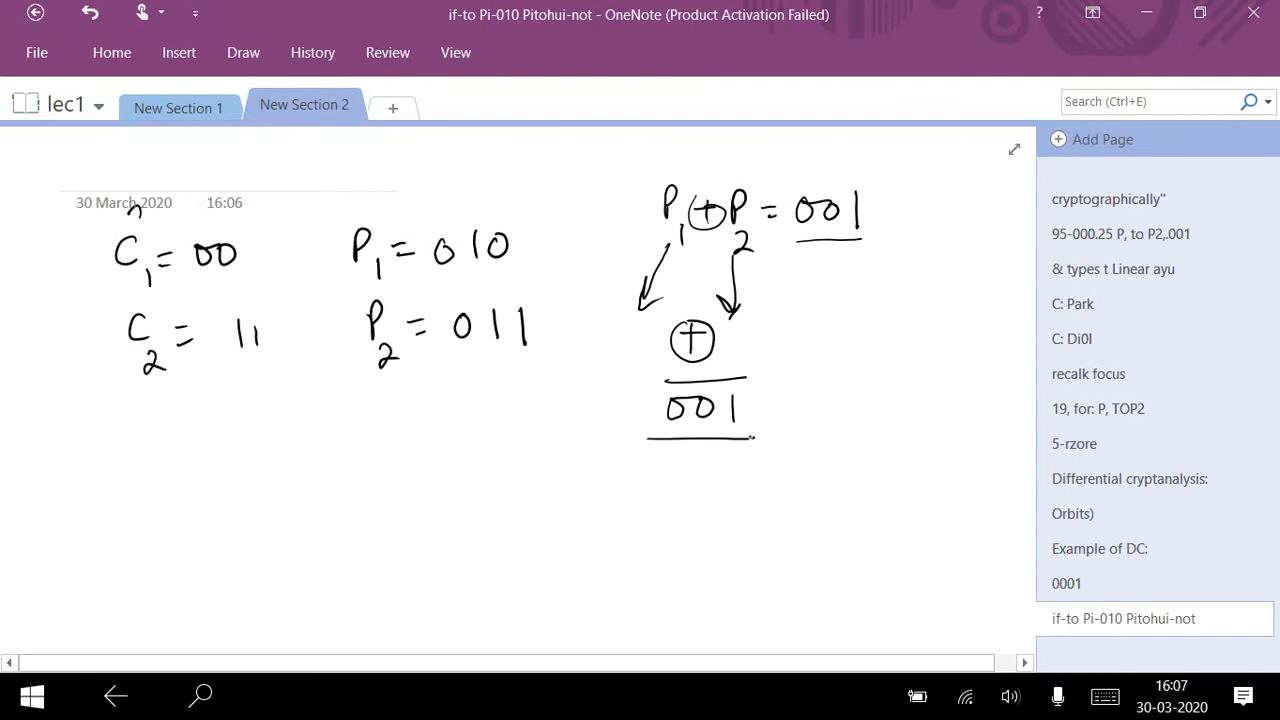 if-to Pi-010 Pitohui-not - OneNote (Product Activation Failed)
?
File Home Insert Draw History Review View
lec1
New Section 1
New Section 2
+
Search (Ctrl+E)
Add Page
30 March 2020 16:06
C1 = 00
P1 = 010
C2 = 11
P2 = 011
P1 ⊕ P2 = 001
⊕
001
cryptographically"
95-000.25 P, to P2,.001
& types t Linear ayu
C: Park
C: Di0l
recalk focus
19, for: P, TOP2
5-rzore
Differential cryptanalysis:
Orbits)
Example of DC:
0001
if-to Pi-010 Pitohui-not
16:07
30-03-2020